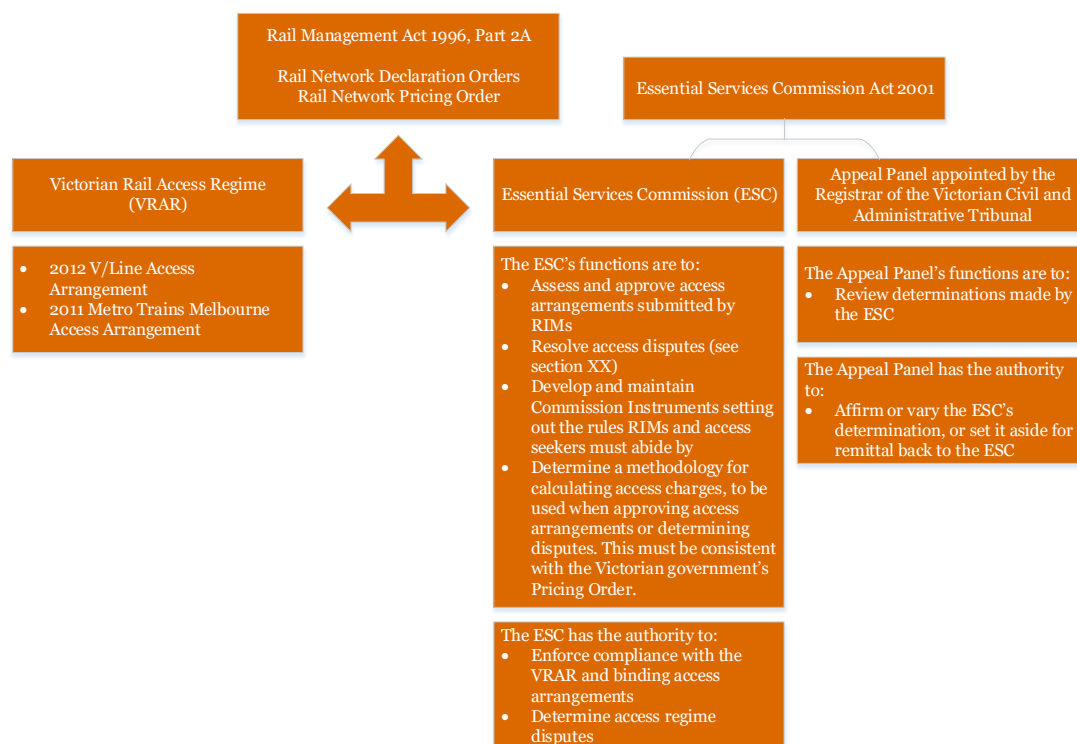 Rail Management Act 1996, Part 2A
Rail Network Declaration Orders
Rail Network Pricing Order
Essential Services Commission Act 2001
Victorian Rail Access Regime
(VRAR)
• 2012 V/Line Access
Arrangement
• 2011 Metro Trains Melbourne
Access Arrangement
Essential Services Commission (ESC)
The ESC's functions are to:
• Assess and approve access
arrangements submitted by
RIMs
• Resolve access disputes (see
section XX)
• Develop and maintain
Commission Instruments setting
out the rules RIMs and access
seekers must abide by
• Determine a methodology for
calculating access charges, to be
used when approving access
arrangements or determining
disputes. This must be consistent
with the Victorian government's
Pricing Order.
The ESC has the authority to:
• Enforce compliance with the
VRAR and binding access
arrangements
• Determine access regime
disputes
Appeal Panel appointed by the
Registrar of the Victorian Civil and
Administrative Tribunal
The Appeal Panel's functions are to:
• Review determinations made by
the ESC
The Appeal Panel has the authority
to:
• Affirm or vary the ESC's
determination, or set it aside for
remittal back to the ESC